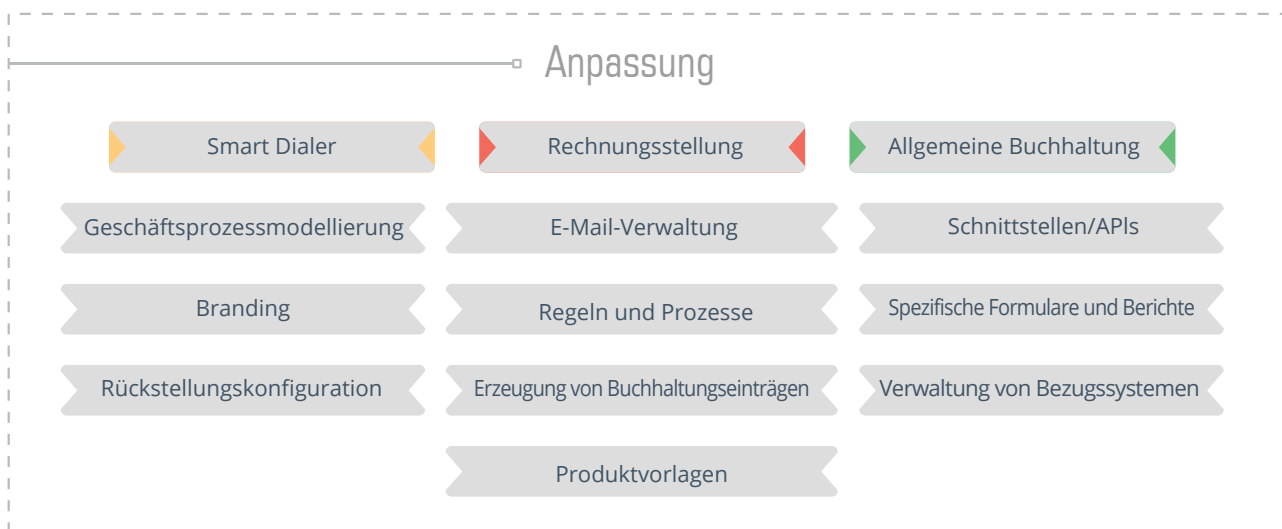 Anpassung
Smart Dialer
Rechnungsstellung
Allgemeine Buchhaltung
Geschäftsprozessmodellierung
E-Mail-Verwaltung
Schnittstellen/APIs
Branding
Regeln und Prozesse
Spezifische Formulare und Berichte
Rückstellungskonfiguration
Erzeugung von Buchhaltungseinträgen
Verwaltung von Bezugssystemen
Produktvorlagen